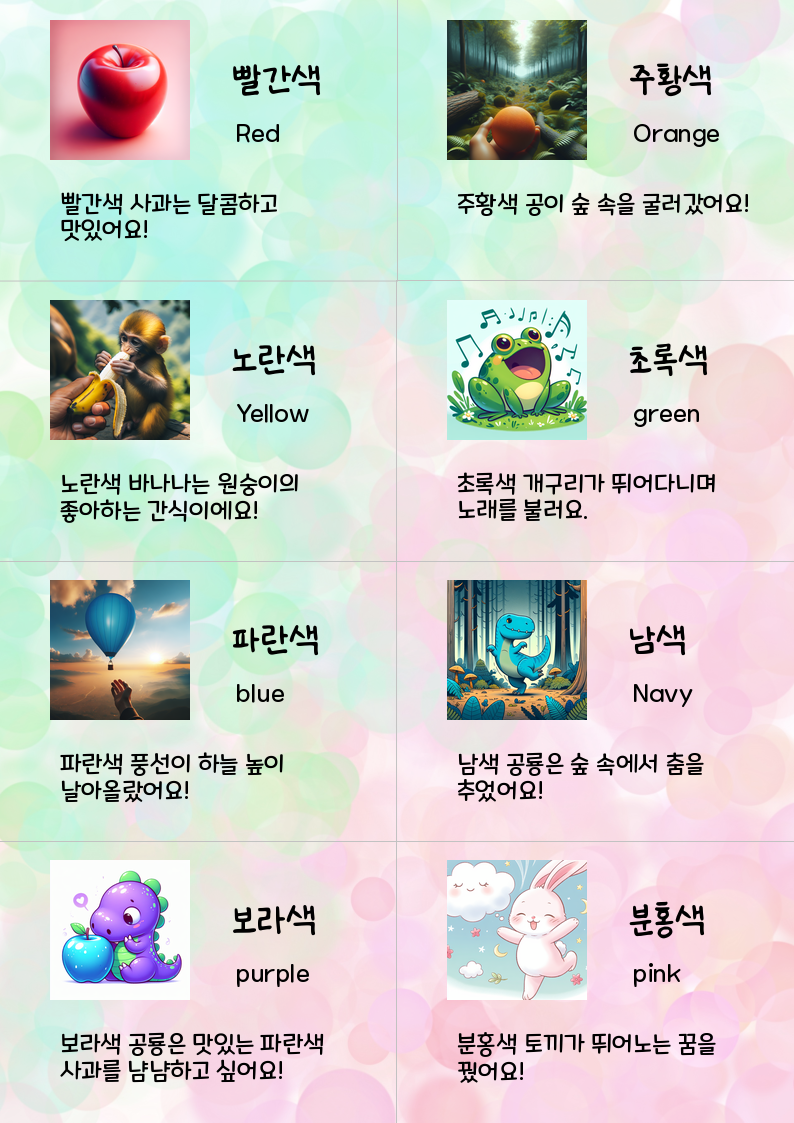 빨간색
Red
빨간색 사과는 달콤하고
맛있어요!
주황색
Orange
주황색 공이 숲 속을 굴러갔어요!
노란색
Yellow
노란색 바나나는 원숭이의
좋아하는 간식이에요!
초록색
green
초록색 개구리가 뛰어다니며
노래를 불러요.
파란색
blue
파란색 풍선이 하늘 높이
날아올랐어요!
남색
Navy
남색 공룡은 숲 속에서 춤을
추었어요!
보라색
purple
보라색 공룡은 맛있는 파란색
사과를 냠냠하고 싶어요!
분홍색
pink
분홍색 토끼가 뛰어노는 꿈을
꿨어요!